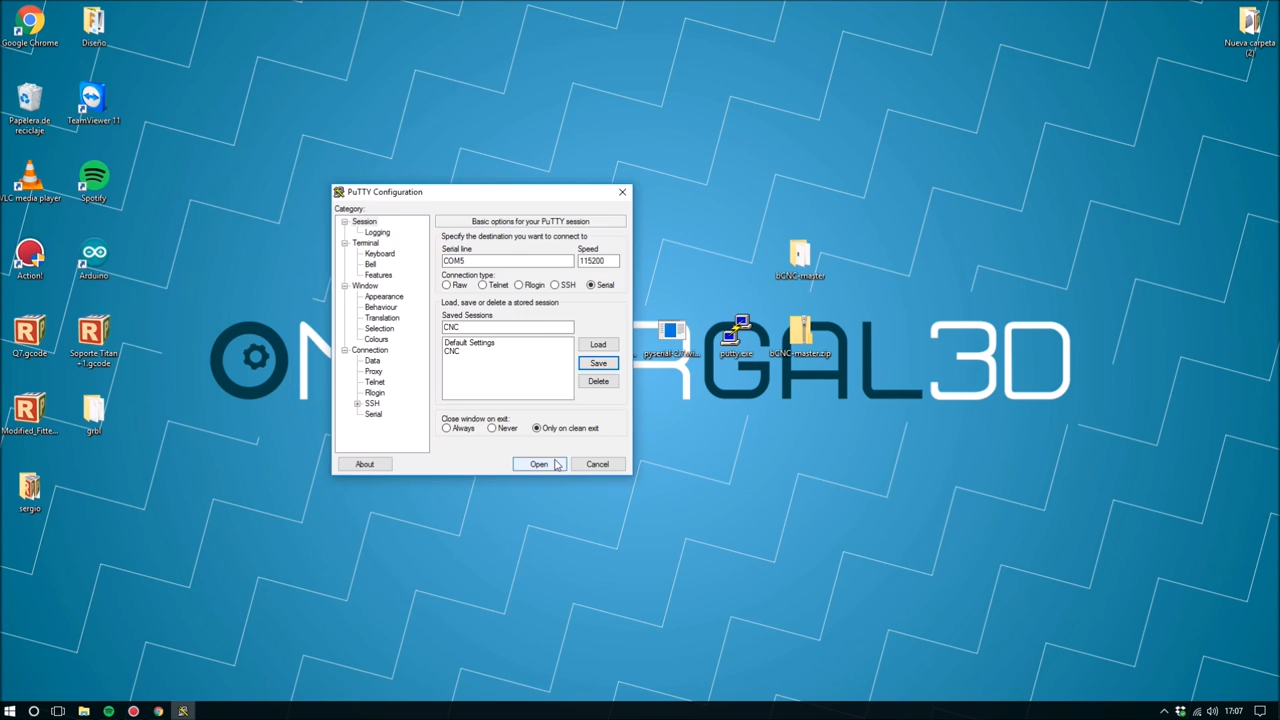 Google Chrome
Diseño
Nueva carpeta
(2)
Papelera de
reciclaje
TeamViewer 11
VLC media player
Spotify
Action!
Arduino
Q7.gcode
Soporte Titan
+1.gcode
Modified_Fitte...
grbl
sergio
PuTTY Configuration
Category:
Session
Logging
Terminal
Keyboard
Bell
Features
Window
Appearance
Behaviour
Translation
Selection
Colours
Connection
Data
Proxy
Telnet
Rlogin
SSH
Serial
Basic options for your PuTTY session
Specify the destination you want to connect to
Serial line
Speed
COM5
115200
Connection type:
Raw
Telnet
Rlogin
SSH
Serial
Load, save or delete a stored session
Saved Sessions
CNC
Default Settings
CNC
Load
Save
Delete
Close window on exit:
Always
Never
Only on clean exit
About
Open
Cancel
bCNC-master
pyserial-2.7.wi...
putty.exe
bCNC-master.zip
GAL3D
17:07